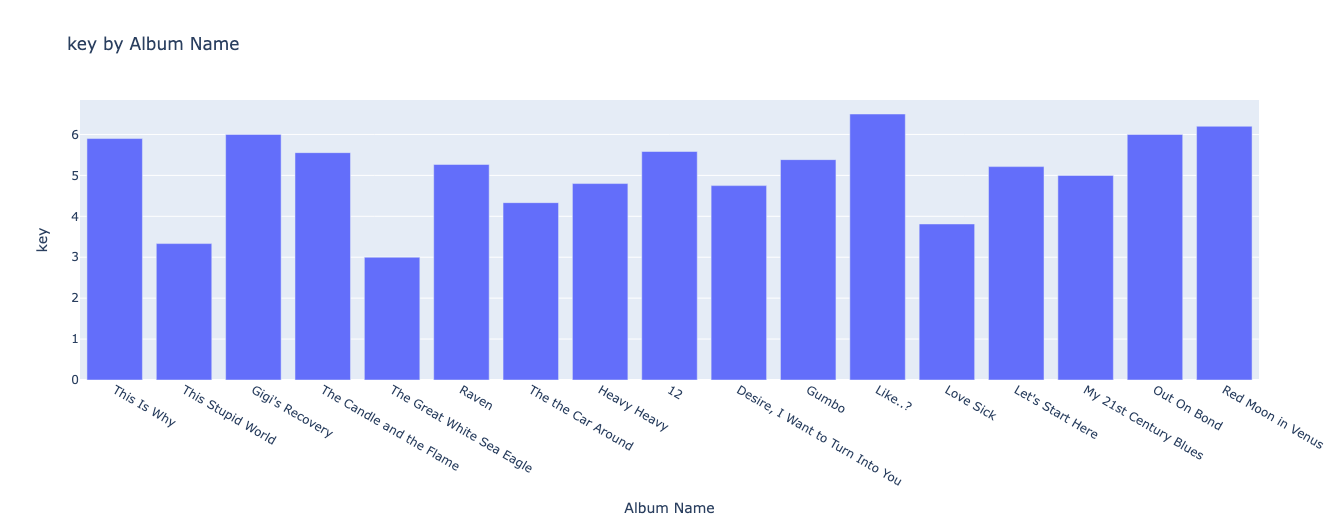 key by Album Name
key
6
5
4
3
2
1
0
This Is Why
This Stupid World
Gigi's Recovery
The Candle and the Flame
The Great White Sea Eagle
Raven
The the Car Around
Heavy Heavy
12
Desire, I Want to Turn Into You
Gumbo
Like..?
Love Sick
Let's Start Here
My 21st Century Blues
Out On Bond
Red Moon in Venus
Album Name